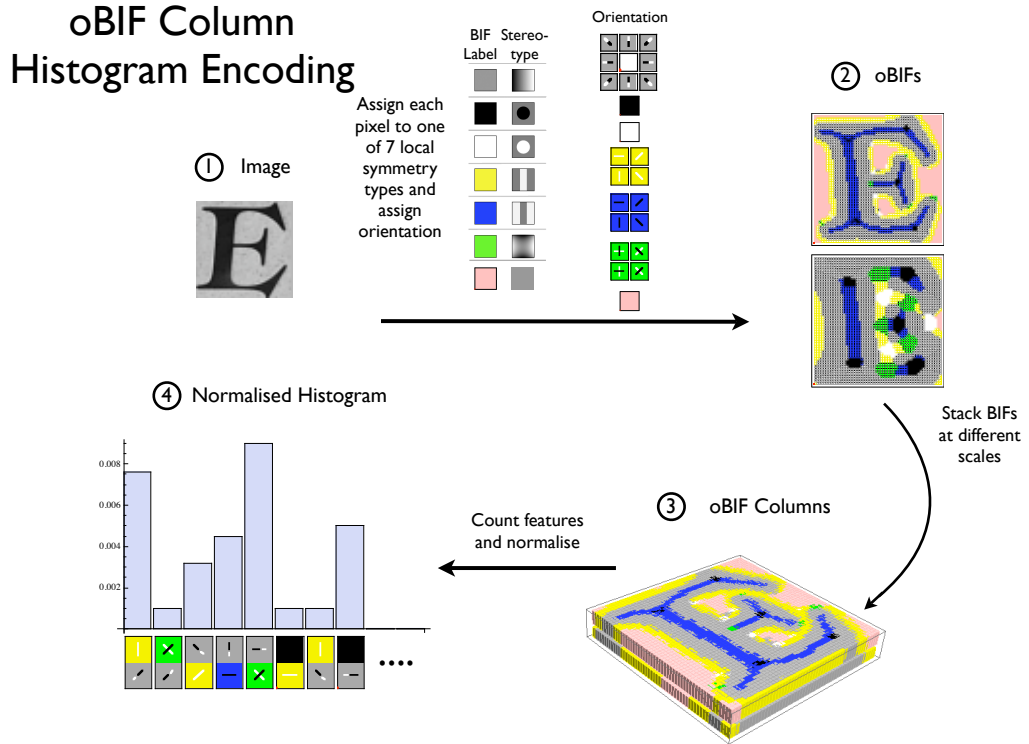 oBIF Column
Histogram Encoding
① Image
E
Assign each
pixel to one
of 7 local
symmetry
types and
assign
orientation
BIF Label
Stereo-type
Orientation
② oBIFs
Stack BIFs
at different
scales
③ oBIF Columns
Count features
and normalise
④ Normalised Histogram
0.008
0.006
0.004
0.002
....